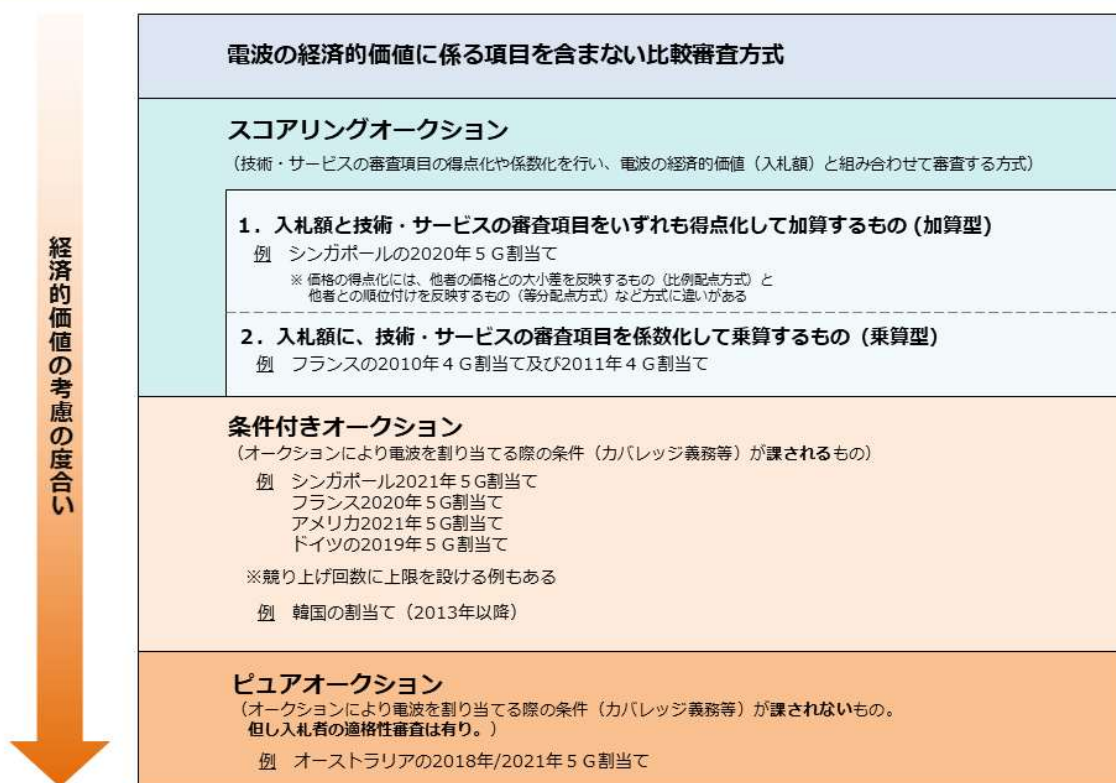 経済的価値の考慮の度合い
電波の経済的価値に係る項目を含まない比較審査方式
スコアリングオークション
（技術・サービスの審査項目の得点化や係数化を行い、電波の経済的価値（入札額）と組み合わせて審査する方式）
１．入札額と技術・サービスの審査項目をいずれも得点化して加算するもの (加算型)
例　シンガポールの2020年５Ｇ割当て
※ 価格の得点化には、他者の価格との大小差を反映するもの（比例配点方式）と
他者との順位付けを反映するもの（等分配点方式）など方式に違いがある
２．入札額に、技術・サービスの審査項目を係数化して乗算するもの（乗算型）
例　フランスの2010年４Ｇ割当て及び2011年４Ｇ割当て
条件付きオークション
（オークションにより電波を割り当てる際の条件（カバレッジ義務等）が課されるもの）
例　シンガポール2021年５G割当て
フランス2020年５Ｇ割当て
アメリカ2021年５G割当て
ドイツの2019年５Ｇ割当て
※競り上げ回数に上限を設ける例もある
例　韓国の割当て（2013年以降）
ピュアオークション
（オークションにより電波を割り当てる際の条件（カバレッジ義務等）が課されないもの。
但し入札者の適格性審査は有り。）
例　オーストラリアの2018年/2021年５Ｇ割当て